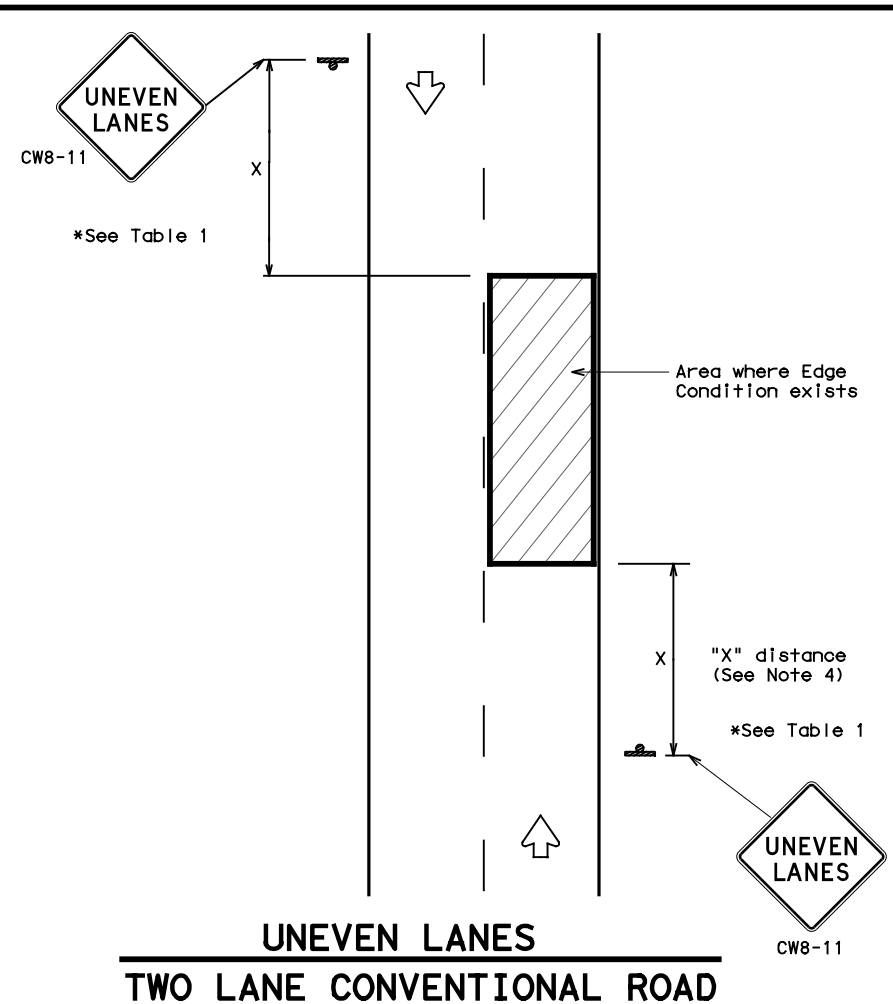 UNEVEN
LANES
CW8-11
X
*See Table 1
Area where Edge
Condition exists
X
"X" distance
(See Note 4)
*See Table 1
UNEVEN
LANES
CW8-11
UNEVEN LANES
TWO LANE CONVENTIONAL ROAD